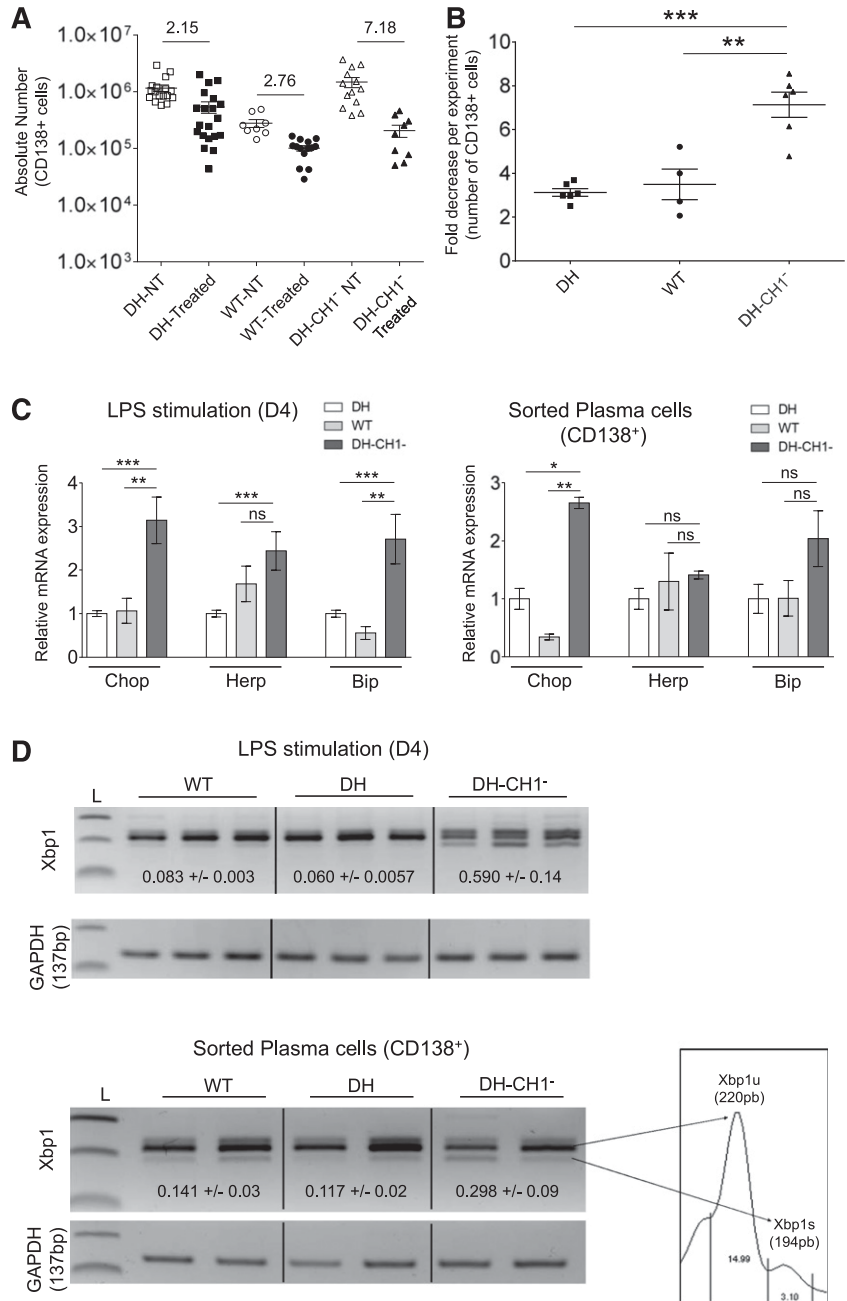 A
Absolute Number
(CD138+ cells)
1.0×10⁷
1.0×10⁶
1.0×10⁵
1.0×10⁴
1.0×10³
2.15
2.76
7.18
DH-NT
DH-Treated
WT-NT
WT-Treated
DH-CH1⁻ NT
DH-CH1⁻
Treated
B
Fold decrease per experiment
(number of CD138+ cells)
10
8
6
4
2
0
***
**
DH
WT
DH-CH1⁻
C
LPS stimulation (D4)
DH
WT
DH-CH1-
Relative mRNA expression
4
3
2
1
0
***
**
***
ns
***
**
Chop
Herp
Bip
Sorted Plasma cells
(CD138⁺)
DH
WT
DH-CH1-
Relative mRNA expression
3
2
1
0
*
**
ns
ns
ns
ns
Chop
Herp
Bip
D
LPS stimulation (D4)
L
WT
DH
DH-CH1⁻
Xbp1
0.083 +/- 0.003
0.060 +/- 0.0057
0.590 +/- 0.14
GAPDH
(137bp)
Sorted Plasma cells (CD138⁺)
L
WT
DH
DH-CH1⁻
Xbp1
0.141 +/- 0.03
0.117 +/- 0.02
0.298 +/- 0.09
GAPDH
(137bp)
Xbp1u
(220pb)
Xbp1s
(194pb)
14.99
3.10